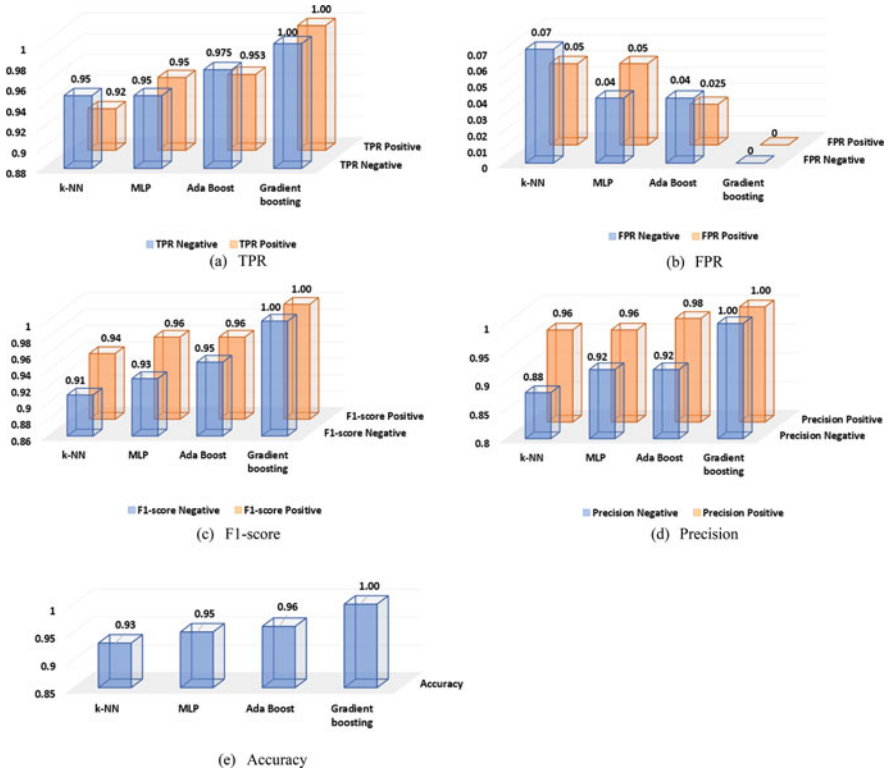 1.00
1.00
0.975
0.953
0.95
0.95
0.95
0.92
1
0.98
0.96
0.94
0.92
0.9
0.88
TPR Positive
TPR Negative
k-NN MLP Ada Boost Gradient
boosting
TPR Negative TPR Positive
(a) TPR
0.07
0.05
0.05
0.04
0.04
0.025
0
0
0.07
0.06
0.05
0.04
0.04
0.02
0.01
0
FPR Positive
FPR Negative
k-NN MLP Ada Boost Gradient
boosting
FPR Negative FPR Positive
(b) FPR
1.00
1.00
0.96
0.96
0.95
0.94
0.93
0.91
1
0.98
0.96
0.94
0.92
0.9
0.88
0.86
F1-score Positive
F1-score Negative
k-NN MLP Ada Boost Gradient
boosting
F1-score Negative F1-score Positive
(c) F1-score
1.00
1.00
0.98
0.96
0.96
0.92
0.92
0.88
1
0.95
0.9
0.85
0.8
Precision Positive
Precision Negative
k-NN MLP Ada Boost Gradient
boosting
Precision Negative Precision Positive
(d) Precision
1.00
0.96
0.95
0.93
1
0.95
0.9
0.85
Accuracy
k-NN MLP Ada Boost Gradient
boosting
(e) Accuracy